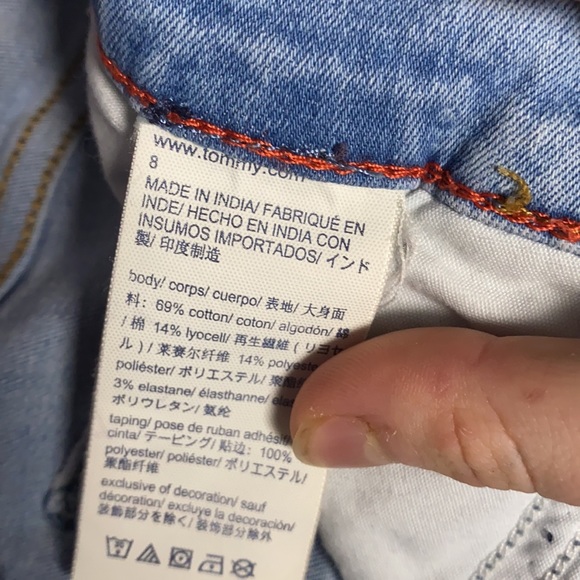 www.tommy.com
8
MADE IN INDIA/ FABRIQUÉ EN
INDE/ HECHO EN INDIA CON
INSUMOS IMPORTADOS/ インド
製/ 印度制造
body/ corps/ cuerpo/ 表地/ 大身面
料: 69% cotton/ coton/ algodón/ 綿
/ 棉 14% lyocell/ 再生繊維 ( リヨセ
ル ) / 莱赛尔纤维 14% polyester/
poliéster/ ポリエステル/ 聚酯
3% elastane/ élasthanne/
ポリウレタン/ 氨纶
taping/ pose de ruban adhésif/
cinta/ テーピング/ 贴边: 100%
polyester/ poliéster/ ポリエステル/
聚酯纤维
exclusive of decoration/ sauf
décoration/ excluye la decoración/
装飾部分を除く/ 装饰部分除外